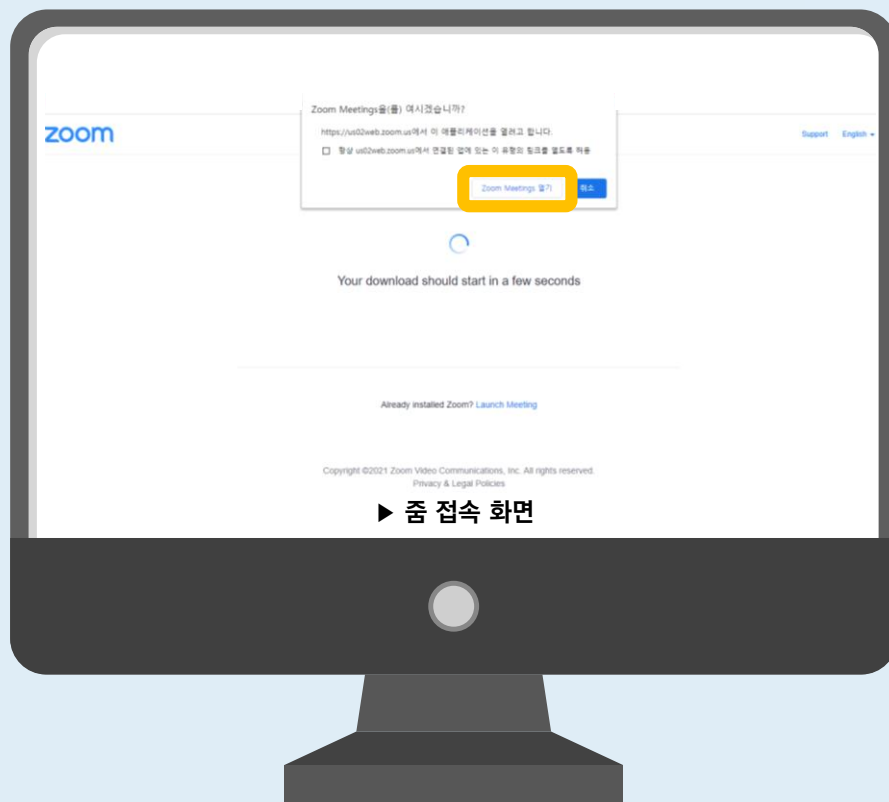 Zoom Meetings을(를) 여시겠습니까?
https://us02web.zoom.us에서 이 애플리케이션을 열려고 합니다.
항상 us02web.zoom.us에서 연결된 앱에 있는 이 유형의 링크를 열도록 허용
zoom
Support English
Zoom Meetings 열기 취소
Your download should start in a few seconds
Already installed Zoom? Launch Meeting
Copyright ©2021 Zoom Video Communications, Inc. All rights reserved.
Privacy & Legal Policies
▶ 줌 접속 화면